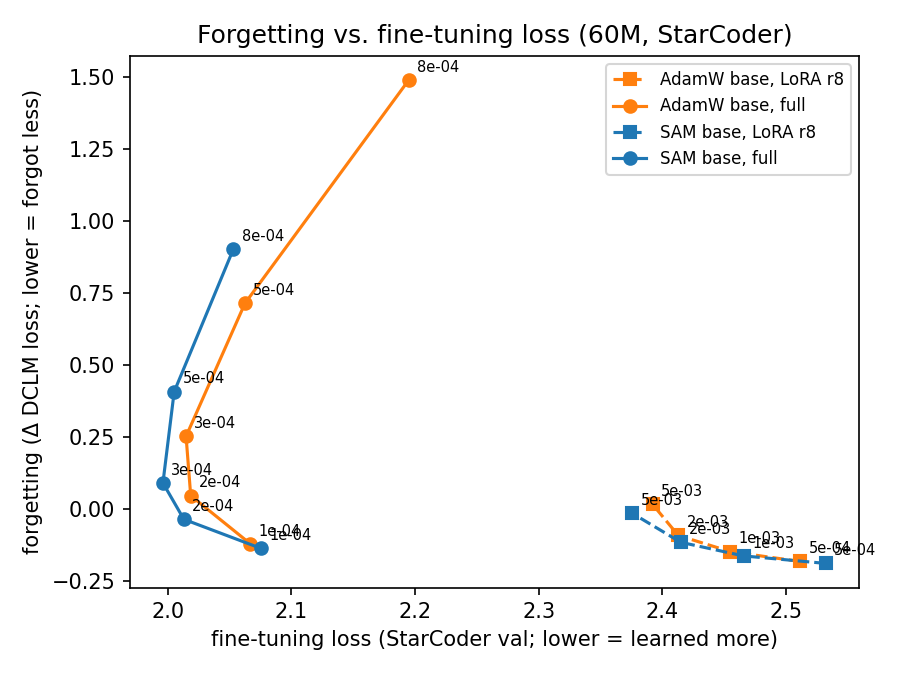 Forgetting vs. fine-tuning loss (60M, StarCoder)
forgetting (Δ DCLM loss; lower = forgot less)
1.50
1.25
1.00
0.75
0.50
0.25
0.00
−0.25
8e-04
5e-04
3e-04
2e-04
1e-04
8e-04
5e-04
3e-04
2e-04
1e-04
5e-03
2e-03
1e-03
5e-04
5e-03
2e-03
1e-03
5e-04
AdamW base, LoRA r8
AdamW base, full
SAM base, LoRA r8
SAM base, full
2.0 2.1 2.2 2.3 2.4 2.5
fine-tuning loss (StarCoder val; lower = learned more)